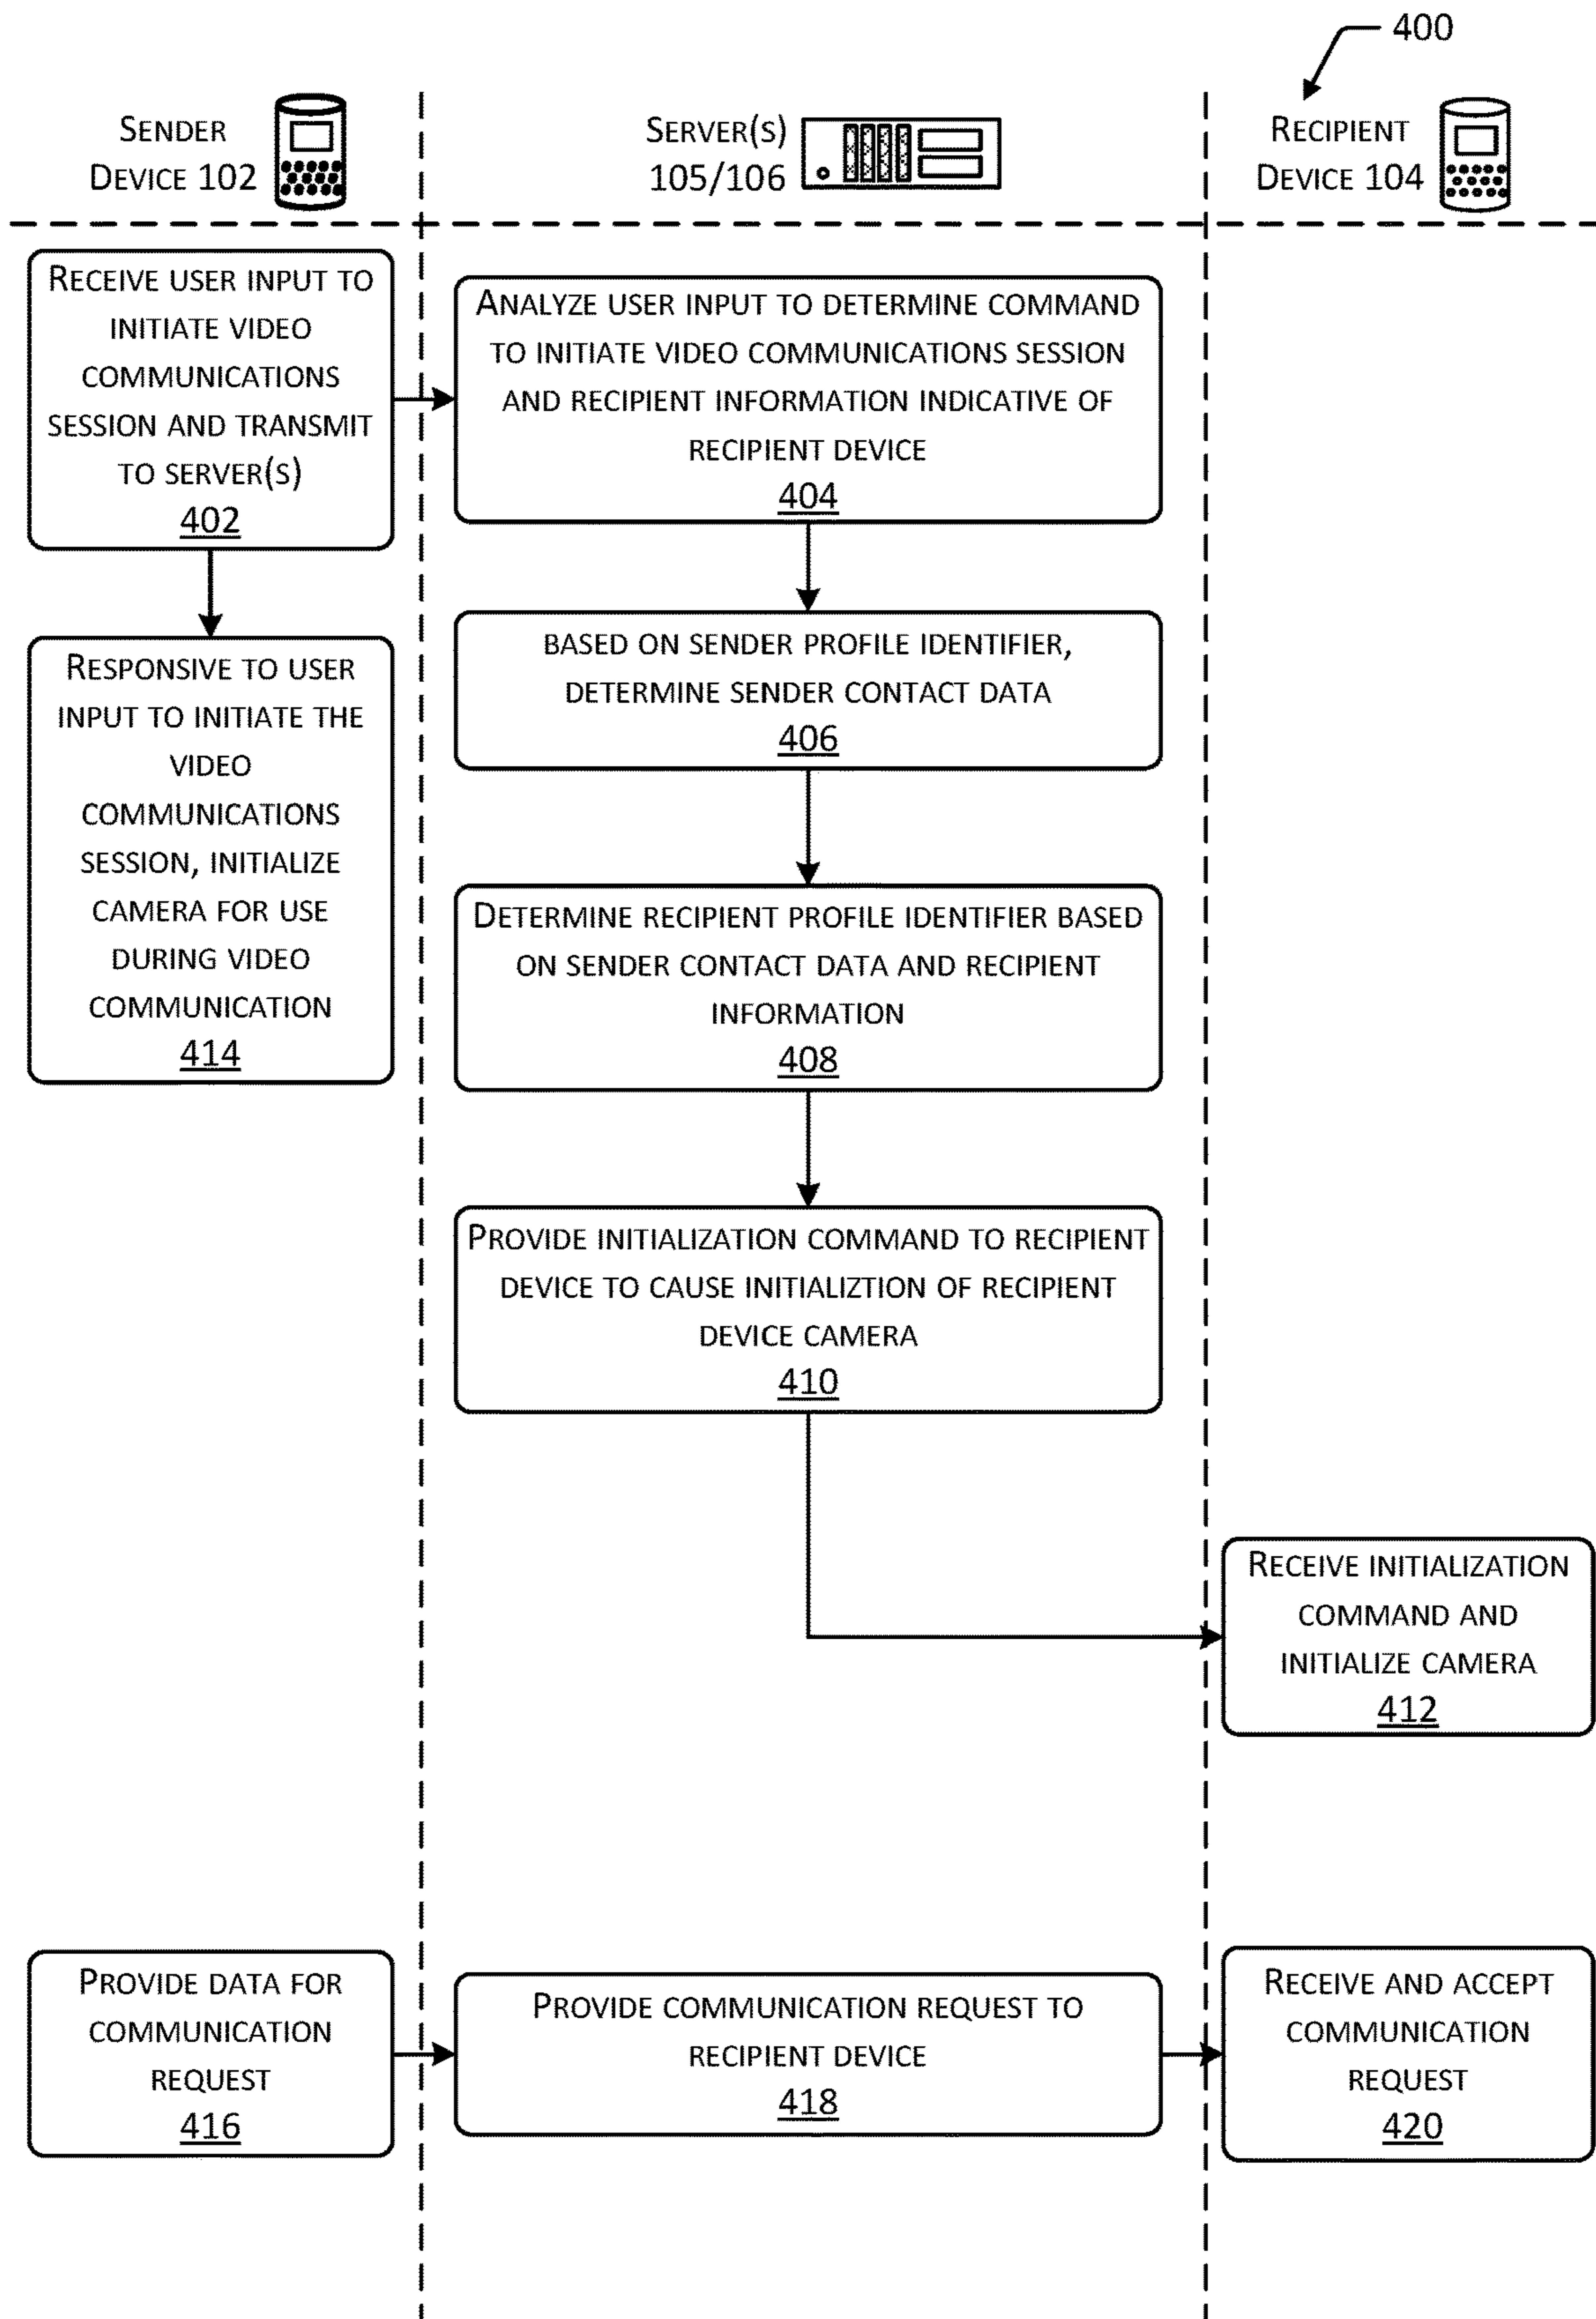 400
SENDER
DEVICE 102
SERVER(S)
105/106
RECIPIENT
DEVICE 104
RECEIVE USER INPUT TO
INITIATE VIDEO
COMMUNICATIONS
SESSION AND TRANSMIT
TO SERVER(S)
402
ANALYZE USER INPUT TO DETERMINE COMMAND
TO INITIATE VIDEO COMMUNICATIONS SESSION
AND RECIPIENT INFORMATION INDICATIVE OF
RECIPIENT DEVICE
404
BASED ON SENDER PROFILE IDENTIFIER,
DETERMINE SENDER CONTACT DATA
406
RESPONSIVE TO USER
INPUT TO INITIATE THE
VIDEO
COMMUNICATIONS
SESSION, INITIALIZE
CAMERA FOR USE
DURING VIDEO
COMMUNICATION
414
DETERMINE RECIPIENT PROFILE IDENTIFIER BASED
ON SENDER CONTACT DATA AND RECIPIENT
INFORMATION
408
PROVIDE INITIALIZATION COMMAND TO RECIPIENT
DEVICE TO CAUSE INITIALIZTION OF RECIPIENT
DEVICE CAMERA
410
RECEIVE INITIALIZATION
COMMAND AND
INITIALIZE CAMERA
412
PROVIDE DATA FOR
COMMUNICATION
REQUEST
416
PROVIDE COMMUNICATION REQUEST TO
RECIPIENT DEVICE
418
RECEIVE AND ACCEPT
COMMUNICATION
REQUEST
420